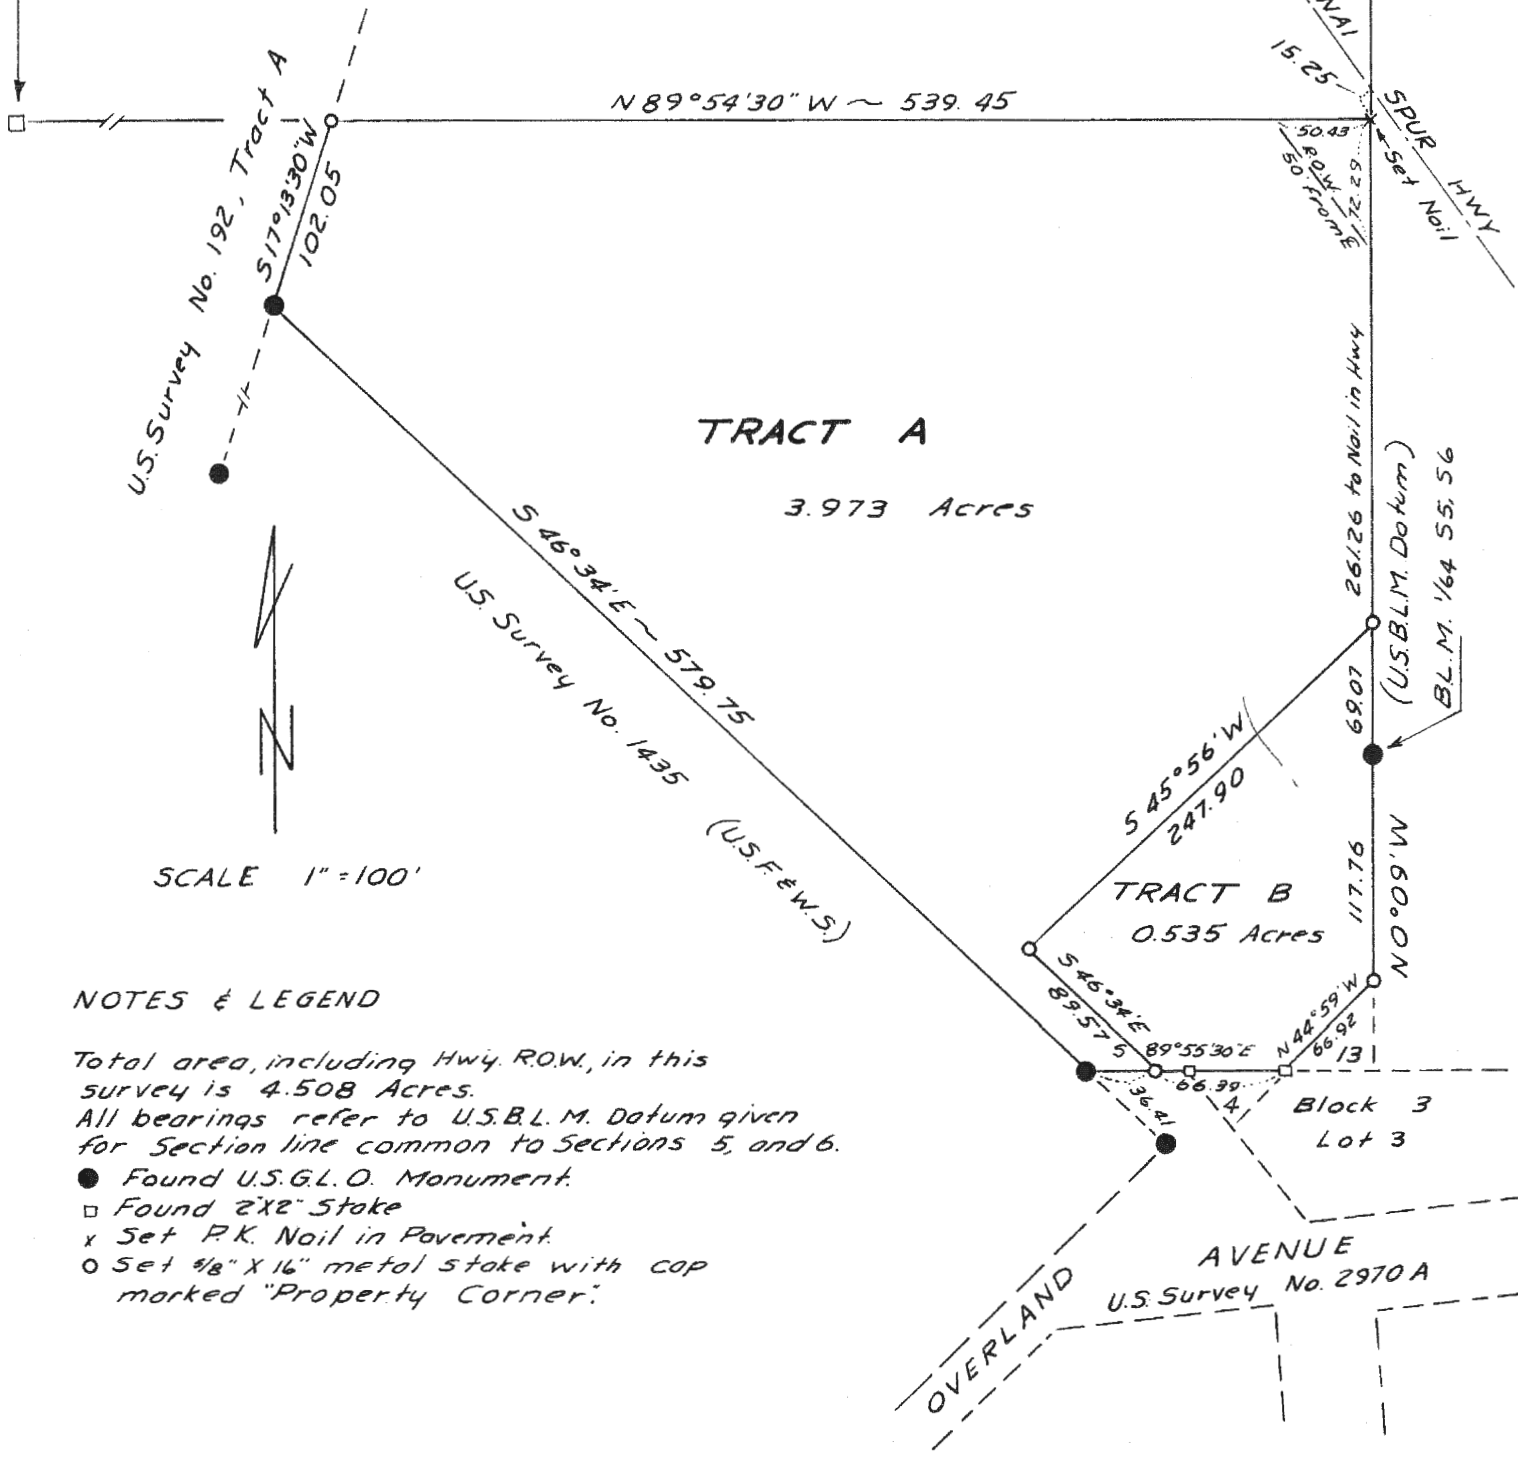 NAI
15.25
SPUR
HWY
N 89°54'30" W ~ 539.45
50.43
R.O.W.
50' from ℄
72.29
Set Nail
U.S. Survey No. 192, Tract A
S 17°13'30" W
102.05
TRACT A
3.973 Acres
261.26 to Nail in Hwy
(U.S.B.L.M. Datum)
B.L.M. 1/64 S5, S6
69.07
S 46°34' E ~ 579.75
U.S. Survey No. 1435 (U.S.F. & W.S.)
S 45°56' W
247.90
N
SCALE 1" = 100'
TRACT B
0.535 Acres
117.76
N 0°09' W
S 46°34' E
89.57
N 44°59' W
66.92
S 89°55'30" E
66.39
36.41
13
4
Block 3
Lot 3
NOTES & LEGEND
Total area, including Hwy. R.O.W., in this
survey is 4.508 Acres.
All bearings refer to U.S.B.L.M. Datum given
for Section line common to Sections 5, and 6.
Found U.S.G.L.O. Monument.
Found 2"X2" Stake
x Set P.K. Nail in Pavement.
Set 5/8" X 16" metal stake with cap
marked "Property Corner".
OVERLAND
AVENUE
U.S. Survey No. 2970 A